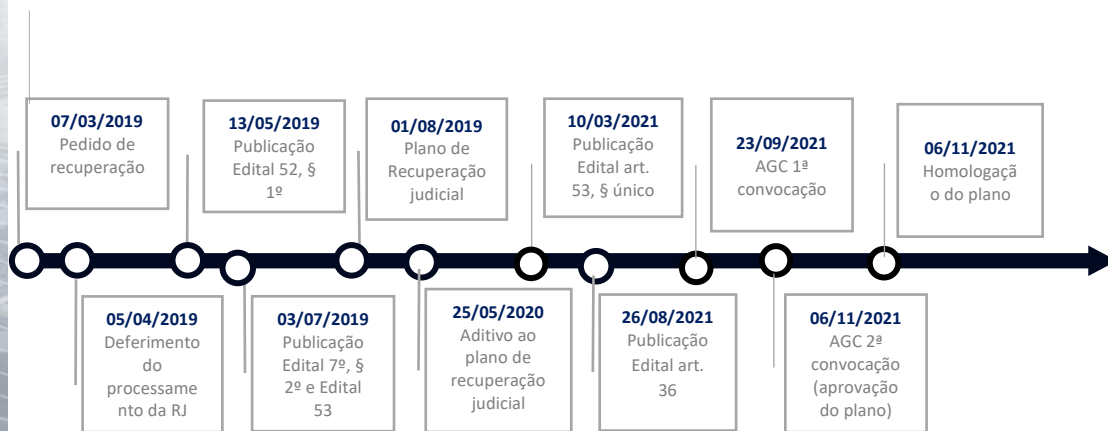 07/03/2019
Pedido de
recuperação
13/05/2019
Publicação
Edital 52, §
1º
01/08/2019
Plano de
Recuperação
judicial
10/03/2021
Publicação
Edital art.
53, § único
23/09/2021
AGC 1ª
convocação
06/11/2021
Homologaçã
o do plano
05/04/2019
Deferimento
do
processame
nto da RJ
03/07/2019
Publicação
Edital 7º, §
2º e Edital
53
25/05/2020
Aditivo ao
plano de
recuperação
judicial
26/08/2021
Publicação
Edital art.
36
06/11/2021
AGC 2ª
convocação
(aprovação
do plano)